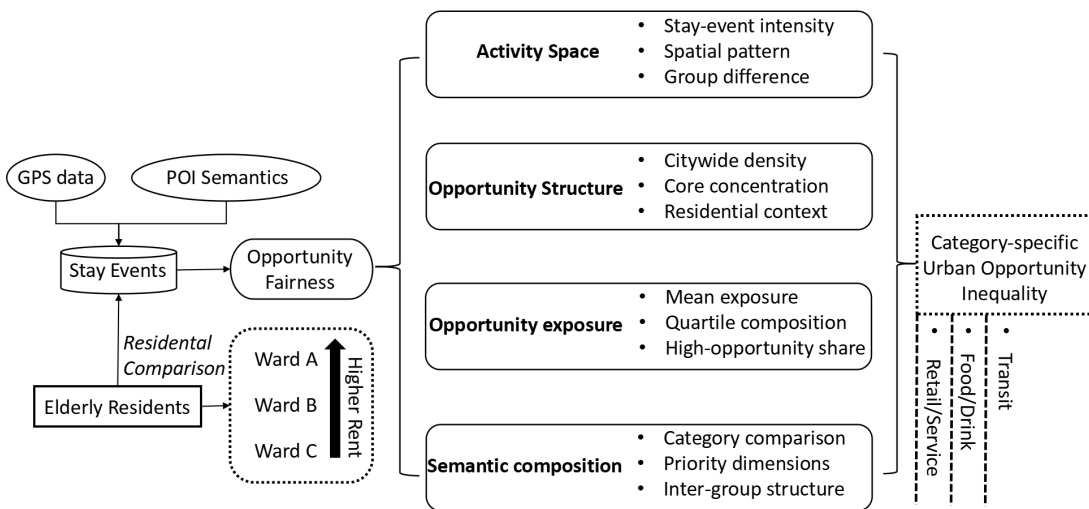 GPS data
POI Semantics
Stay Events
Opportunity
Fairness
Residental
Comparison
Elderly Residents
Ward A
Ward B
Ward C
Higher Rent
Activity Space
• Stay-event intensity
• Spatial pattern
• Group difference
Opportunity Structure
• Citywide density
• Core concentration
• Residential context
Opportunity exposure
• Mean exposure
• Quartile composition
• High-opportunity share
Semantic composition
• Category comparison
• Priority dimensions
• Inter-group structure
Category-specific
Urban Opportunity
Inequality
• Retail/Service
• Food/Drink
• Transit